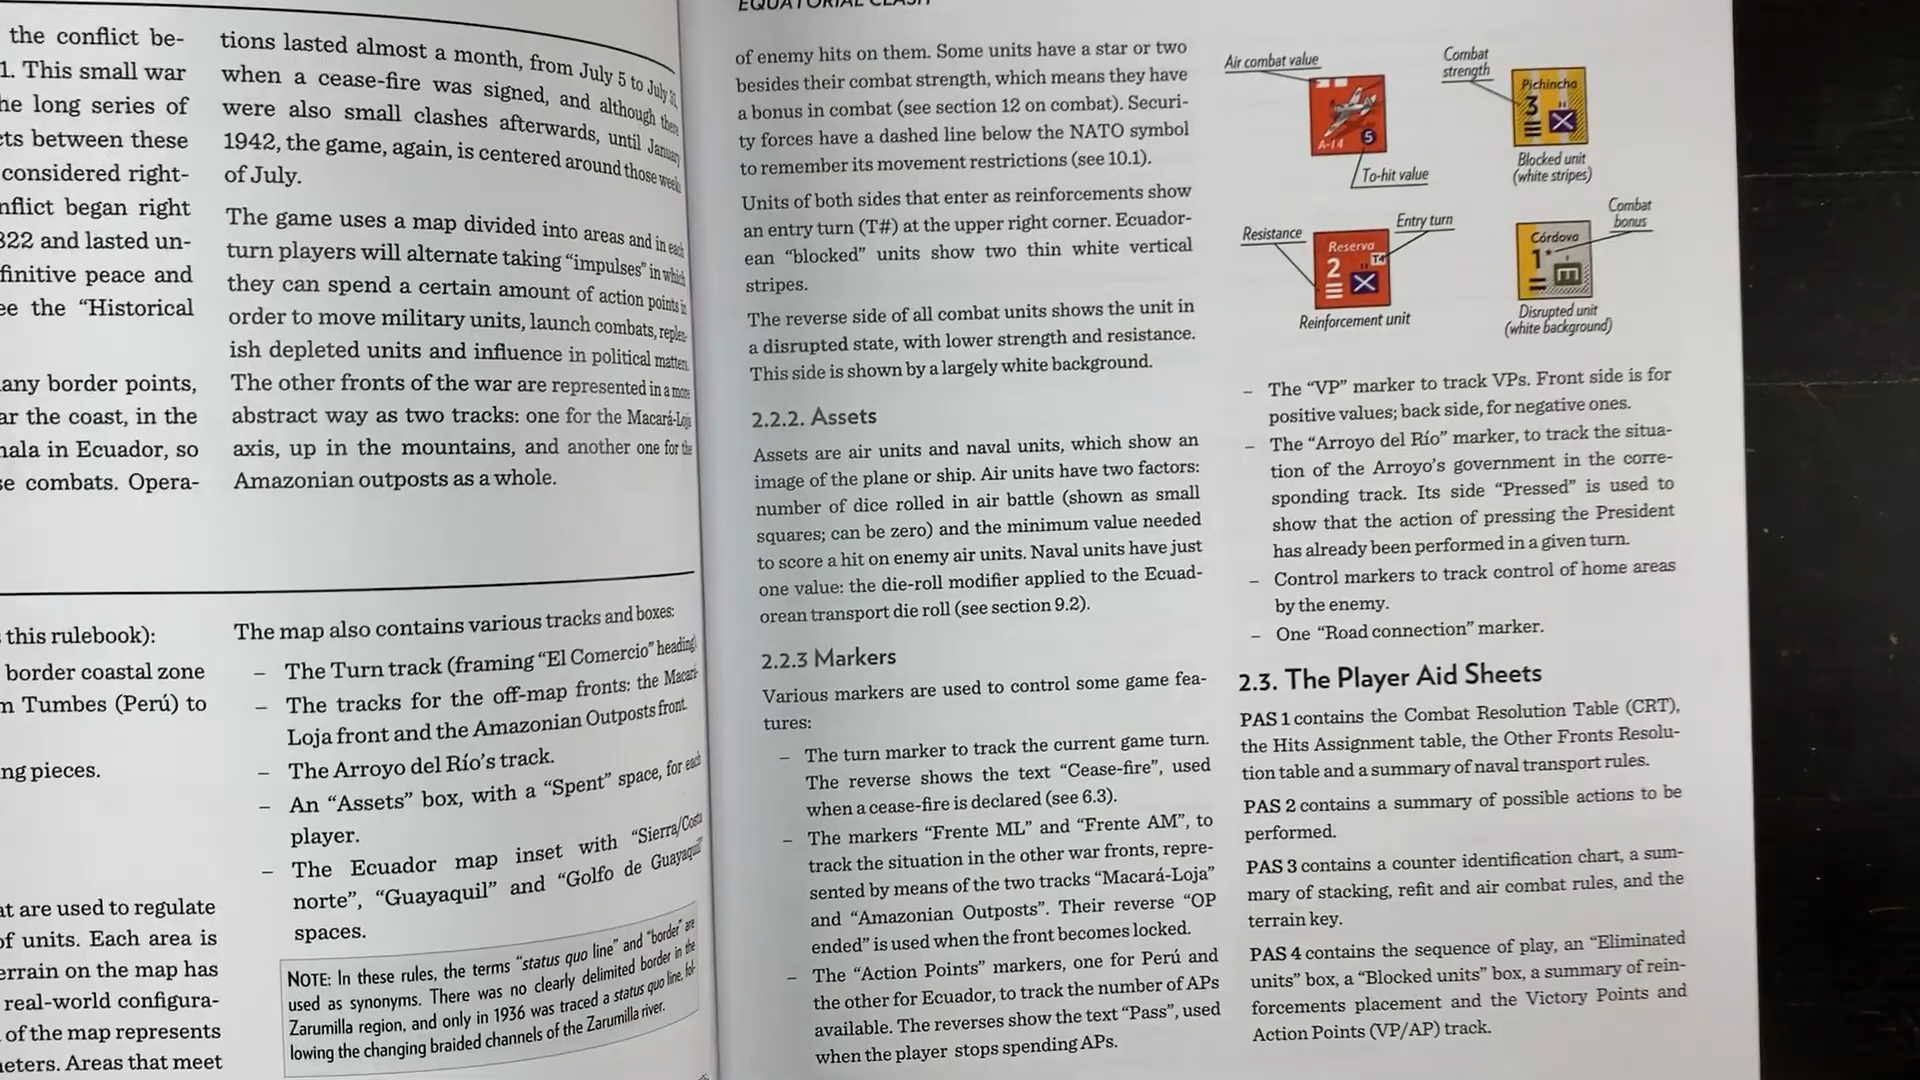 the conflict be-
1. This small war
he long series of
cts between these
considered right-
nflict began right
322 and lasted un-
finitive peace and
ee the “Historical
any border points,
ar the coast, in the
nala in Ecuador, so
se combats. Opera-
tions lasted almost a month, from July 5 to July
when a cease-fire was signed, and although there
were also small clashes afterwards, until January
1942, the game, again, is centered around those weeks
of July.
The game uses a map divided into areas and in each
turn players will alternate taking “impulses” in which
they can spend a certain amount of action points in
order to move military units, launch combats, replen-
ish depleted units and influence in political matters.
The other fronts of the war are represented in a more
abstract way as two tracks: one for the Macará-Loja
axis, up in the mountains, and another one for the
Amazonian outposts as a whole.
this rulebook):
border coastal zone
m Tumbes (Perú) to
ng pieces.
at are used to regulate
of units. Each area is
errain on the map has
real-world configura-
of the map represents
meters. Areas that meet
The map also contains various tracks and boxes:
– The Turn track (framing “El Comercio” heading).
– The tracks for the off-map fronts: the Macará-
Loja front and the Amazonian Outposts front.
– The Arroyo del Río’s track.
– An “Assets” box, with a “Spent” space, for each
player.
– The Ecuador map inset with “Sierra/Costa
norte”, “Guayaquil” and “Golfo de Guayaquil”
spaces.
NOTE: In these rules, the terms “status quo line” and “border” are
used as synonyms. There was no clearly delimited border in the
Zarumilla region, and only in 1936 was traced a status quo line, fol-
lowing the changing braided channels of the Zarumilla river.
EQUATORIAL CLASH
of enemy hits on them. Some units have a star or two
besides their combat strength, which means they have
a bonus in combat (see section 12 on combat). Securi-
ty forces have a dashed line below the NATO symbol
to remember its movement restrictions (see 10.1).
Units of both sides that enter as reinforcements show
an entry turn (T#) at the upper right corner. Ecuador-
ean “blocked” units show two thin white vertical
stripes.
The reverse side of all combat units shows the unit in
a disrupted state, with lower strength and resistance.
This side is shown by a largely white background.
2.2.2. Assets
Assets are air units and naval units, which show an
image of the plane or ship. Air units have two factors:
number of dice rolled in air battle (shown as small
squares; can be zero) and the minimum value needed
to score a hit on enemy air units. Naval units have just
one value: the die-roll modifier applied to the Ecuad-
orean transport die roll (see section 9.2).
2.2.3 Markers
Various markers are used to control some game fea-
tures:
– The turn marker to track the current game turn.
The reverse shows the text “Cease-fire”, used
when a cease-fire is declared (see 6.3).
– The markers “Frente ML” and “Frente AM”, to
track the situation in the other war fronts, repre-
sented by means of the two tracks “Macará-Loja”
and “Amazonian Outposts”. Their reverse “OP
ended” is used when the front becomes locked.
– The “Action Points” markers, one for Perú and
the other for Ecuador, to track the number of APs
available. The reverses show the text “Pass”, used
when the player stops spending APs.
Air combat value
A-14
5
To-hit value
Combat
strength
Pichincha
3
Blocked unit
(white stripes)
Resistance
Entry turn
Reserva
2
T4
Reinforcement unit
Combat
bonus
Córdova
1*
Disrupted unit
(white background)
– The “VP” marker to track VPs. Front side is for
positive values; back side, for negative ones.
– The “Arroyo del Río” marker, to track the situa-
tion of the Arroyo’s government in the corre-
sponding track. Its side “Pressed” is used to
show that the action of pressing the President
has already been performed in a given turn.
– Control markers to track control of home areas
by the enemy.
– One “Road connection” marker.
2.3. The Player Aid Sheets
PAS 1 contains the Combat Resolution Table (CRT),
the Hits Assignment table, the Other Fronts Resolu-
tion table and a summary of naval transport rules.
PAS 2 contains a summary of possible actions to be
performed.
PAS 3 contains a counter identification chart, a sum-
mary of stacking, refit and air combat rules, and the
terrain key.
PAS 4 contains the sequence of play, an “Eliminated
units” box, a “Blocked units” box, a summary of rein-
forcements placement and the Victory Points and
Action Points (VP/AP) track.